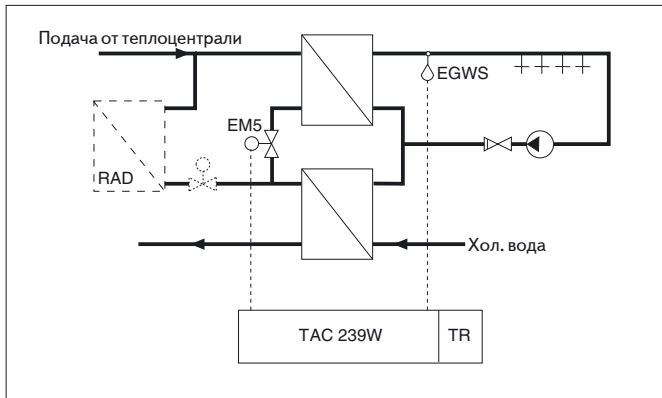 Подача от теплоцентрали
EGWS
EM5
RAD
Хол. вода
TAC 239W
TR